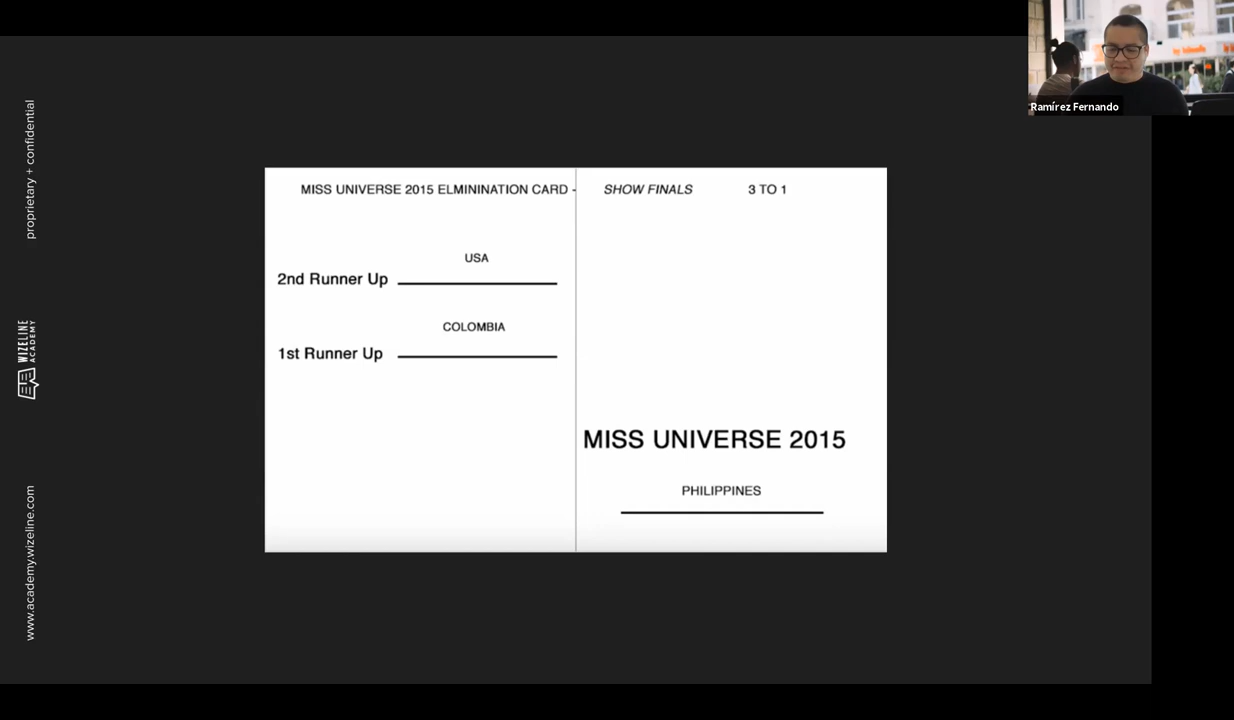 proprietary + confidential
WIZELINE
ACADEMY
www.academy.wizeline.com
MISS UNIVERSE 2015 ELMININATION CARD - SHOW FINALS 3 TO 1
USA
2nd Runner Up
COLOMBIA
1st Runner Up
MISS UNIVERSE 2015
PHILIPPINES
Ramírez Fernando